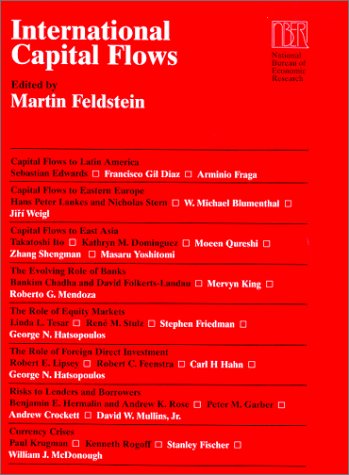 International
Capital Flows
Edited by
Martin Feldstein
NBER
National
Bureau of
Economic
Research
Capital Flows to Latin America
Sebastian Edwards □ Francisco Gil Diaz □ Arminio Fraga
Capital Flows to Eastern Europe
Hans Peter Lankes and Nicholas Stern □ W. Michael Blumenthal □
Jiří Weigl
Capital Flows to East Asia
Takatoshi Ito □ Kathryn M. Dominguez □ Moeen Qureshi □
Zhang Shengman □ Masaru Yoshitomi
The Evolving Role of Banks
Bankim Chadha and David Folkerts-Landau □ Mervyn King □
Roberto G. Mendoza
The Role of Equity Markets
Linda L. Tesar □ René M. Stulz □ Stephen Friedman □
George N. Hatsopoulos
The Role of Foreign Direct Investment
Robert E. Lipsey □ Robert C. Feenstra □ Carl H Hahn □
George N. Hatsopoulos
Risks to Lenders and Borrowers
Benjamin E. Hermalin and Andrew K. Rose □ Peter M. Garber □
Andrew Crockett □ David W. Mullins, Jr.
Currency Crises
Paul Krugman □ Kenneth Rogoff □ Stanley Fischer □
William J. McDonough